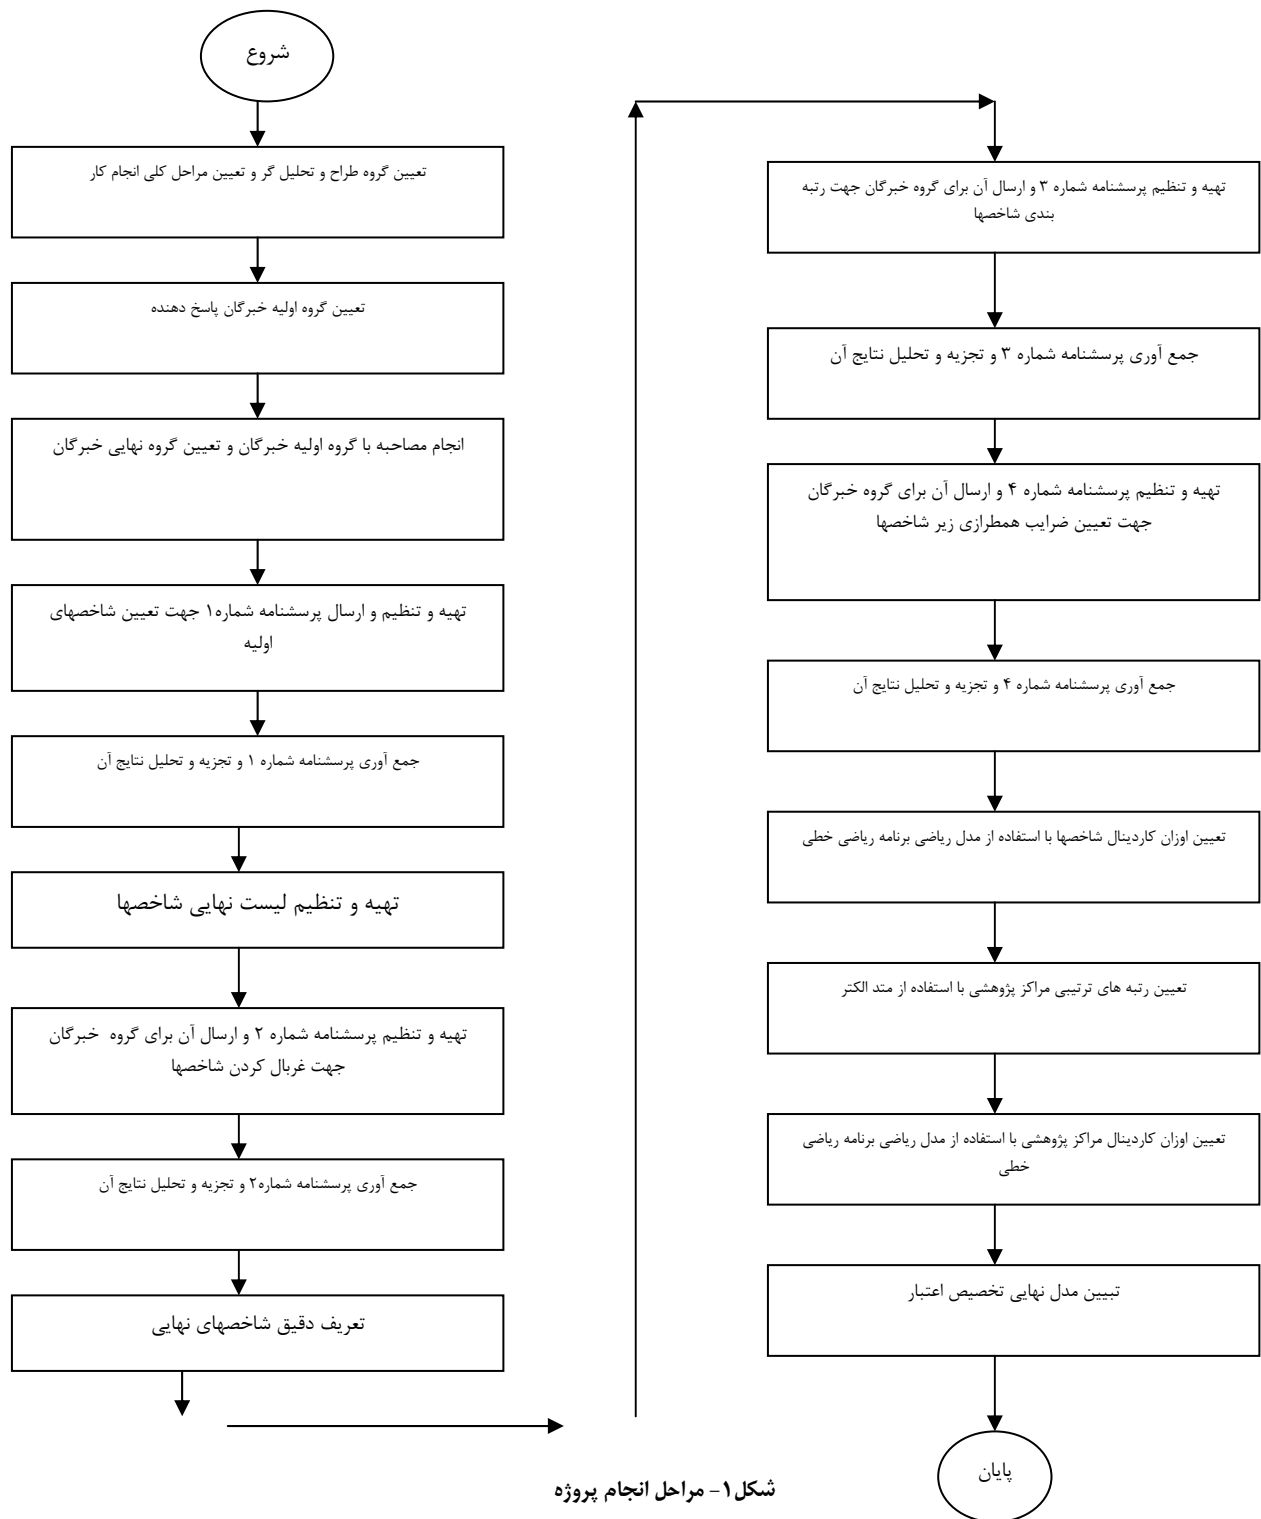 شروع
تعیین گروه طراح و تحلیل گر و تعیین مراحل کلی انجام کار
تعیین گروه اولیه خبرگان پاسخ دهنده
انجام مصاحبه با گروه اولیه خبرگان و تعیین گروه نهایی خبرگان
تهیه و تنظیم و ارسال پرسشنامه شماره۱ جهت تعیین شاخصهای
اولیه
جمع آوری پرسشنامه شماره ۱ و تجزیه و تحلیل نتایج آن
تهیه و تنظیم لیست نهایی شاخصها
تهیه و تنظیم پرسشنامه شماره ۲ و ارسال آن برای گروه خبرگان
جهت غربال کردن شاخصها
جمع آوری پرسشنامه شماره۲ و تجزیه و تحلیل نتایج آن
تعریف دقیق شاخصهای نهایی
تهیه و تنظیم پرسشنامه شماره ۳ و ارسال آن برای گروه خبرگان جهت رتبه
بندی شاخصها
جمع آوری پرسشنامه شماره ۳ و تجزیه و تحلیل نتایج آن
تهیه و تنظیم پرسشنامه شماره ۴ و ارسال آن برای گروه خبرگان
جهت تعیین ضرایب همطرازی زیر شاخصها
جمع آوری پرسشنامه شماره ۴ و تجزیه و تحلیل نتایج آن
تعیین اوزان کاردینال شاخصها با استفاده از مدل ریاضی برنامه ریاضی خطی
تعیین رتبه های ترتیبی مراکز پژوهشی با استفاده از متد الکتر
تعیین اوزان کاردینال مراکز پژوهشی با استفاده از مدل ریاضی برنامه ریاضی
خطی
تبیین مدل نهایی تخصیص اعتبار
پایان
شکل۱- مراحل انجام پروژه